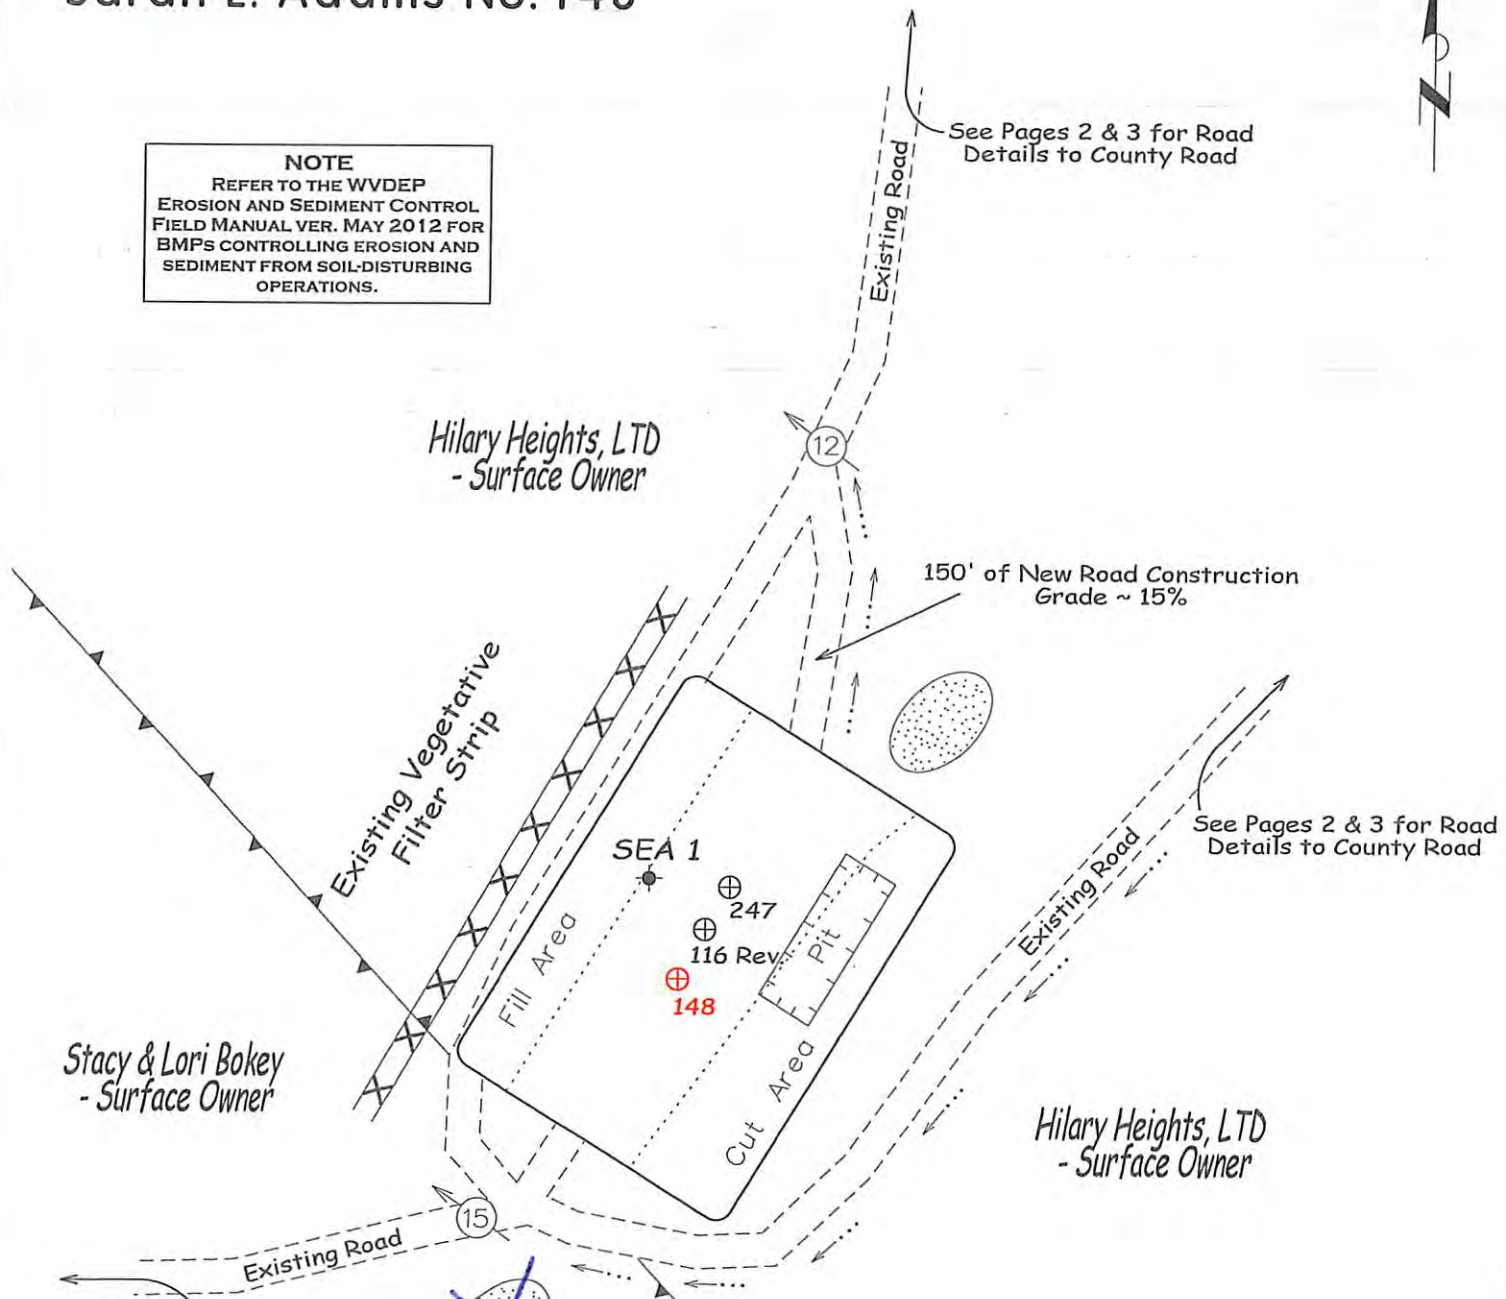 See Pages 2 & 3 for Road
Details to County Road
NOTE
REFER TO THE WVDEP
EROSION AND SEDIMENT CONTROL
FIELD MANUAL VER. MAY 2012 FOR
BMPS CONTROLLING EROSION AND
SEDIMENT FROM SOIL-DISTURBING
OPERATIONS.
Existing Road
N
Hilary Heights, LTD
- Surface Owner
12
150' of New Road Construction
Grade ~ 15%
Existing Vegetative
Filter Strip
See Pages 2 & 3 for Road
Details to County Road
Existing Road
SEA 1
247
116 Rev
148
Pit
Fill Area
Cut Area
Stacy & Lori Bokey
- Surface Owner
Hilary Heights, LTD
- Surface Owner
15
Existing Road